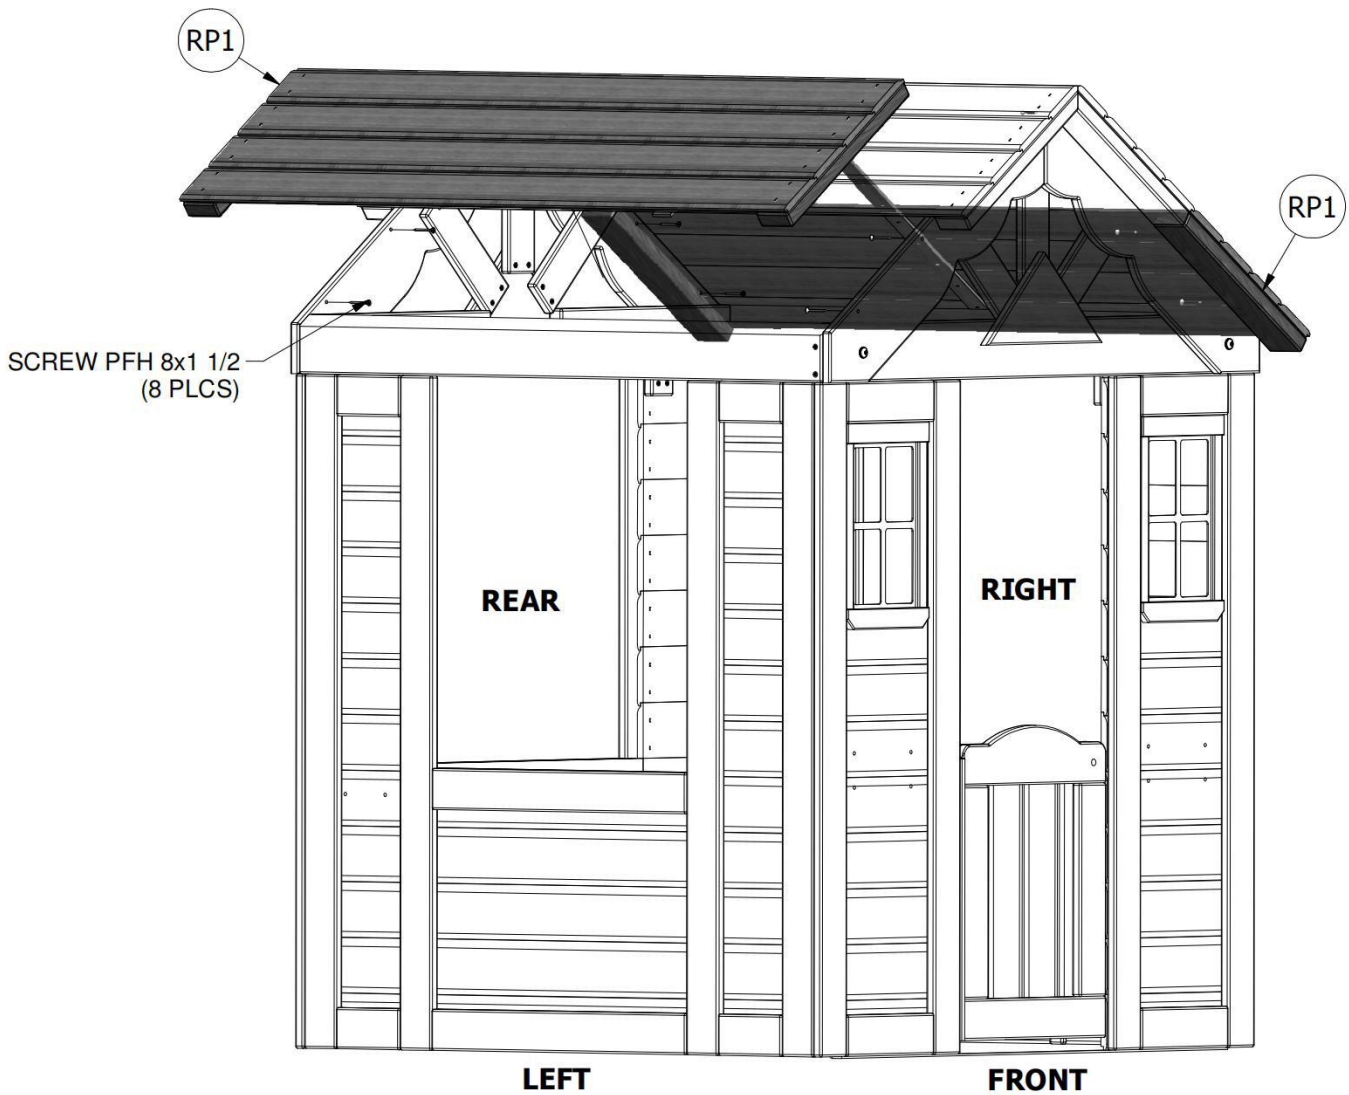 RP1
RP1
SCREW PFH 8x1 1/2
(8 PLCS)
REAR
RIGHT
LEFT
FRONT